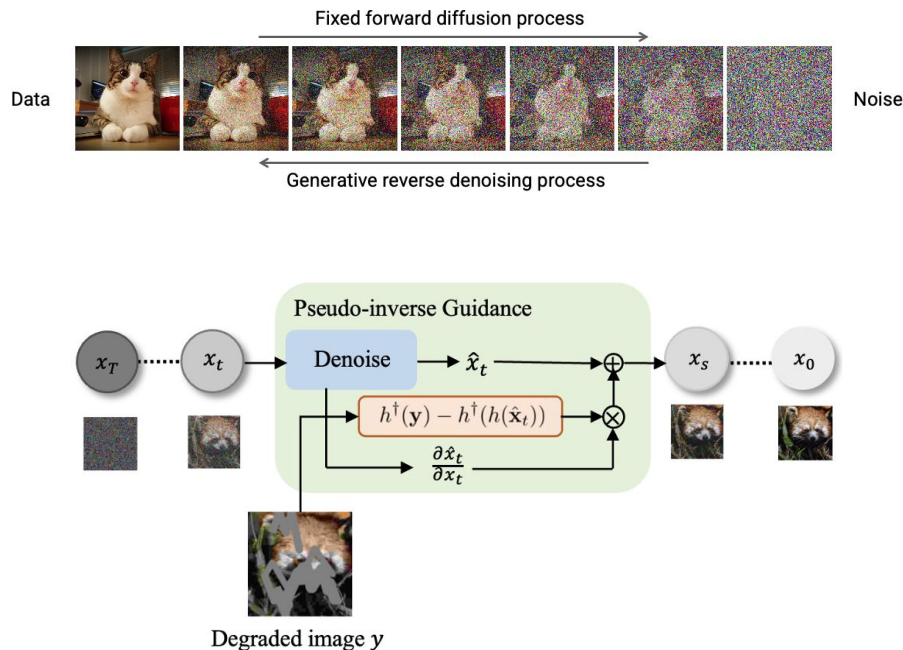 Fixed forward diffusion process
Data
Noise
Generative reverse denoising process
Pseudo-inverse Guidance
x_T x_t Denoise x̂_t ⊕ x_s x_0
h†(y) − h†(h(x̂_t)) ⊗
∂x̂_t
∂x_t
Degraded image y